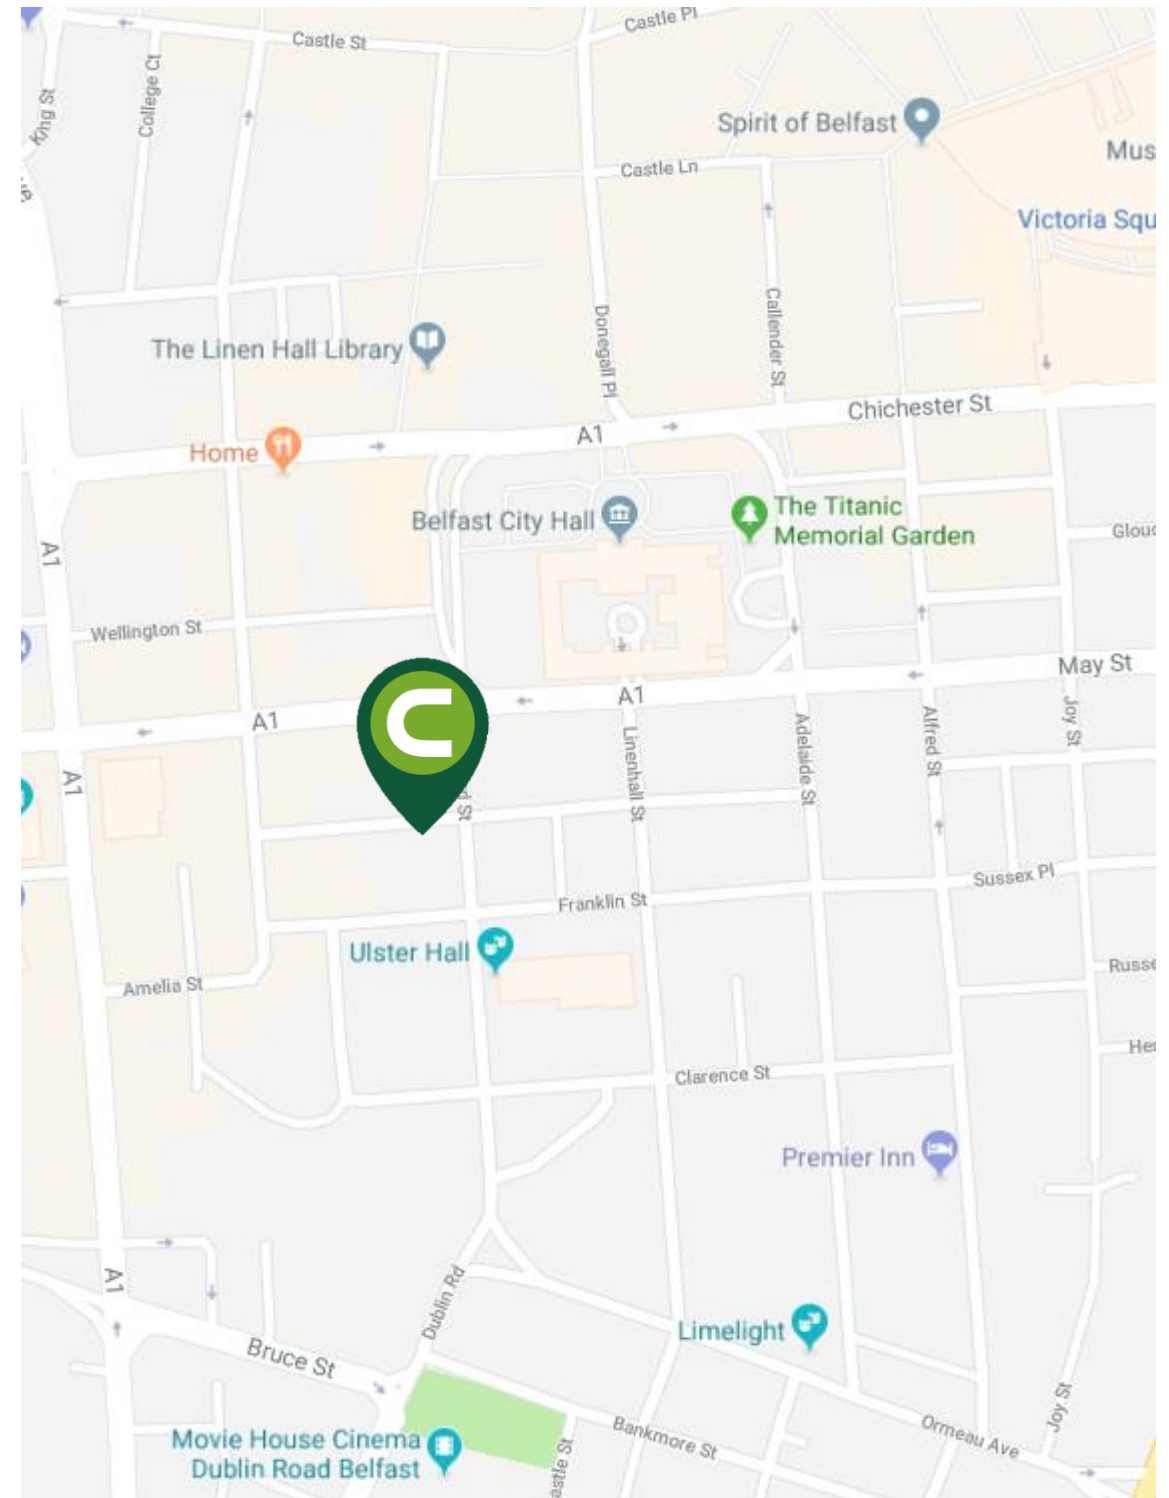 Castle Pl
Castle St
College Ct
King St
Spirit of Belfast
Mus
Castle Ln
Victoria Squ
Callender St
Donegall Pl
The Linen Hall Library
Chichester St
A1
Home
Belfast City Hall
The Titanic
Memorial Garden
Glouc
A1
Wellington St
May St
A1
A1
C
Joy St
Alfred St
Adelaide St
Linenhall St
A1
d St
Sussex Pl
Franklin St
Ulster Hall
Russe
Amelia St
Her
Clarence St
Premier Inn
A1
Dublin Rd
Limelight
Bruce St
Joy St
Ormeau Ave
Bankmore St
Movie House Cinema
Dublin Road Belfast
astle St